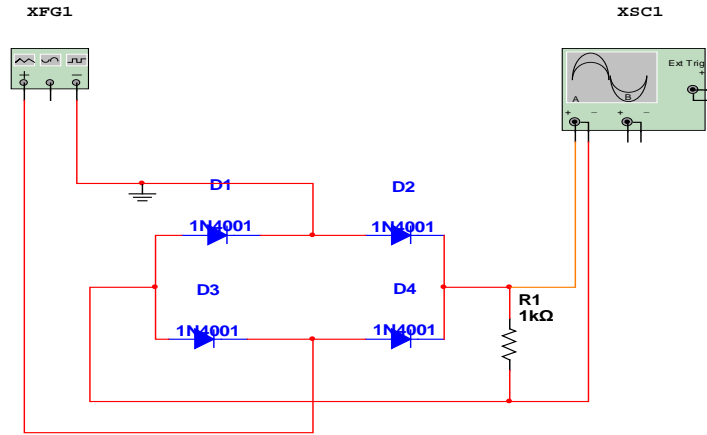 XFG1
XSC1
Ext Trig
+
A
B
+ − + −
+ −
D1
D2
1N4001
1N4001
D3
D4
1N4001
1N4001
R1
1kΩ